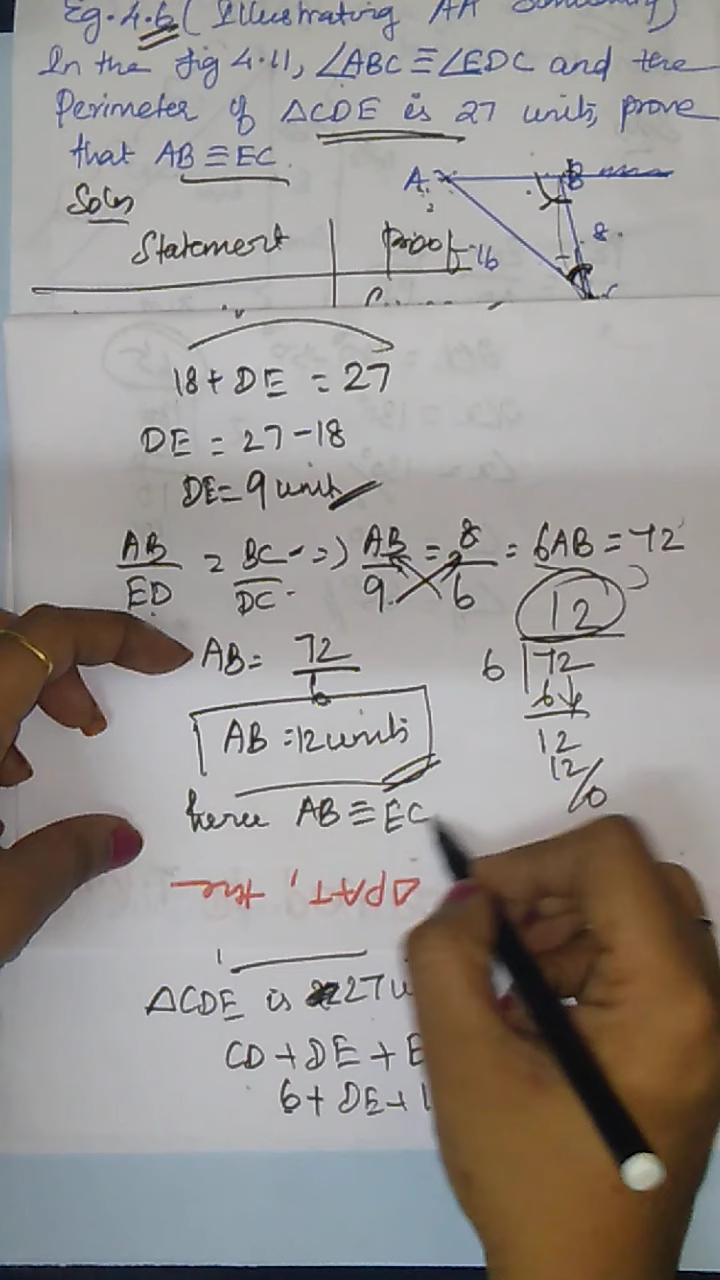 Eg.4.6 (Illustrating AA
In the fig 4.11, ∠ABC ≡ ∠EDC and the
Perimeter of ΔCDE is 27 units, prove
that AB ≡ EC.
Soln
A B
Statement Proof 16 8
18 + DE = 27
DE = 27 - 18
DE = 9 units
AB/ED = BC/DC => AB/9 = 8/6 = 6AB = 72
AB = 72/6
12
6 72
6
12
12
0
AB = 12 units
AB ≡ EC
ΔPAT, the
ΔCDE is 27 u
CD + DE + E
6 + DE + 1